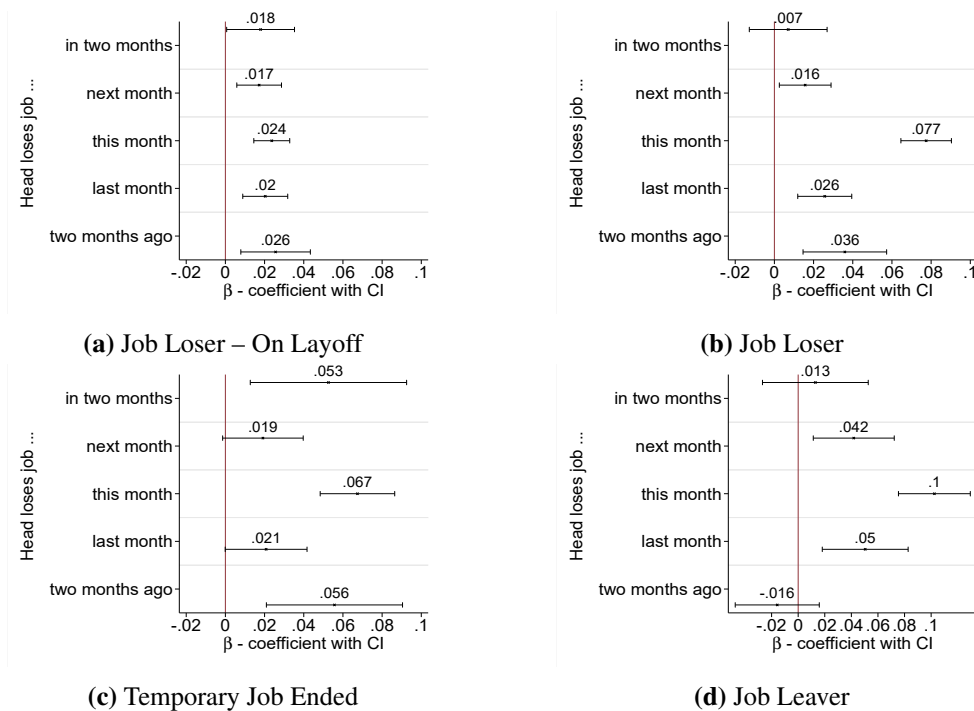 Head loses job ...
in two months
next month
this month
last month
two months ago
.018
.017
.024
.02
.026
-.02 0 .02 .04 .06 .08 .1
β - coefficient with CI
(a) Job Loser – On Layoff
Head loses job ...
in two months
next month
this month
last month
two months ago
.007
.016
.077
.026
.036
-.02 0 .02 .04 .06 .08 .1
β - coefficient with CI
(b) Job Loser
Head loses job ...
in two months
next month
this month
last month
two months ago
.053
.019
.067
.021
.056
-.02 0 .02 .04 .06 .08 .1
β - coefficient with CI
(c) Temporary Job Ended
Head loses job ...
in two months
next month
this month
last month
two months ago
.013
.042
.1
.05
-.016
-.02 0 .02 .04 .06 .08 .1
β - coefficient with CI
(d) Job Leaver